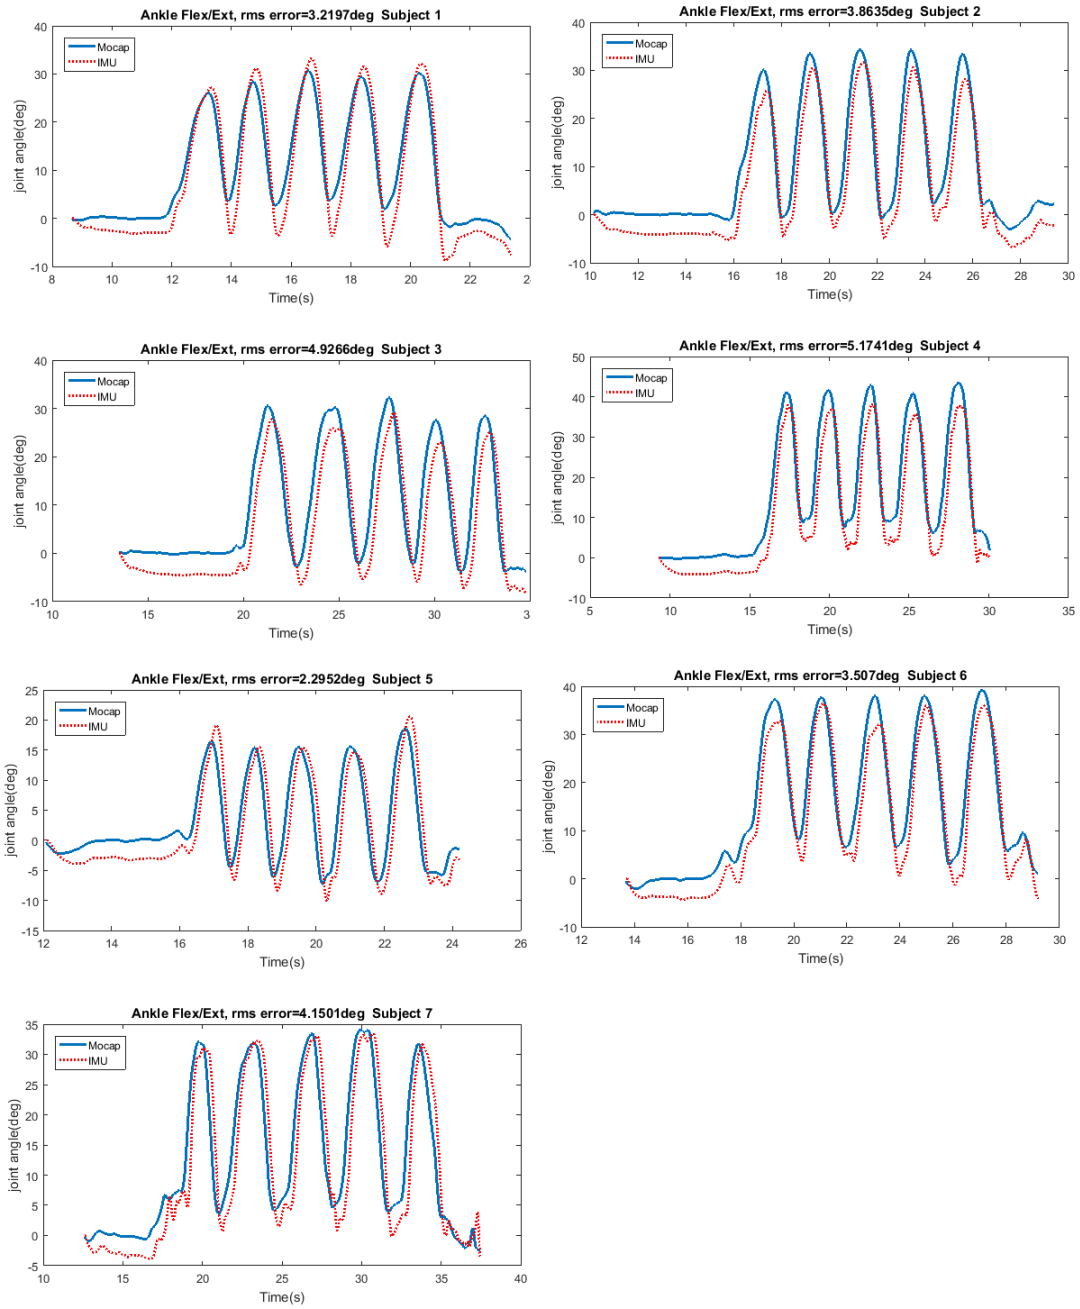 Ankle Flex/Ext, rms error=3.2197deg Subject 1
Mocap
IMU
joint angle(deg)
40
30
20
10
0
-10
8 10 12 14 16 18 20 22 2
Time(s)
Ankle Flex/Ext, rms error=3.8635deg Subject 2
Mocap
IMU
joint angle(deg)
40
30
20
10
0
-10
10 12 14 16 18 20 22 24 26 28 30
Time(s)
Ankle Flex/Ext, rms error=4.9266deg Subject 3
Mocap
IMU
joint angle(deg)
40
30
20
10
0
-10
10 15 20 25 30 3
Time(s)
Ankle Flex/Ext, rms error=5.1741deg Subject 4
Mocap
IMU
joint angle(deg)
50
40
30
20
10
0
-10
5 10 15 20 25 30 35
Time(s)
Ankle Flex/Ext, rms error=2.2952deg Subject 5
Mocap
IMU
joint angle(deg)
25
20
15
10
5
0
-5
-10
-15
12 14 16 18 20 22 24 26
Time(s)
Ankle Flex/Ext, rms error=3.507deg Subject 6
Mocap
IMU
joint angle(deg)
40
30
20
10
0
-10
12 14 16 18 20 22 24 26 28 30
Time(s)
Ankle Flex/Ext, rms error=4.1501deg Subject 7
Mocap
IMU
joint angle(deg)
35
30
25
20
15
10
5
0
-5
10 15 20 25 30 35 40
Time(s)